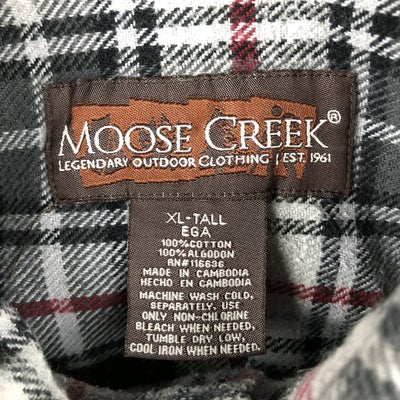 MOOSE CREEK®
LEGENDARY OUTDOOR CLOTHING EST. 1961
XL-TALL
EGA
100%COTTON
100%ALGODON
RN#116636
MADE IN CAMBODIA
HECHO EN CAMBODIA
MACHINE WASH COLD,
SEPARATELY. USE
ONLY NON-CHLORINE
BLEACH WHEN NEEDED,
TUMBLE DRY LOW,
COOL IRON WHEN NEEDED.